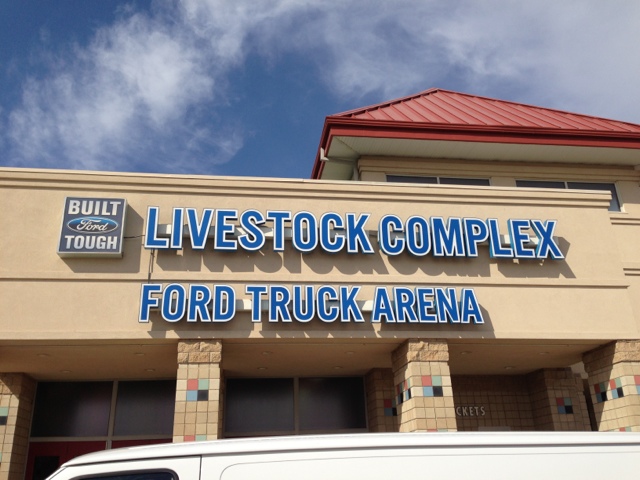 BUILT
Ford
TOUGH
LIVESTOCK COMPLEX
FORD TRUCK ARENA